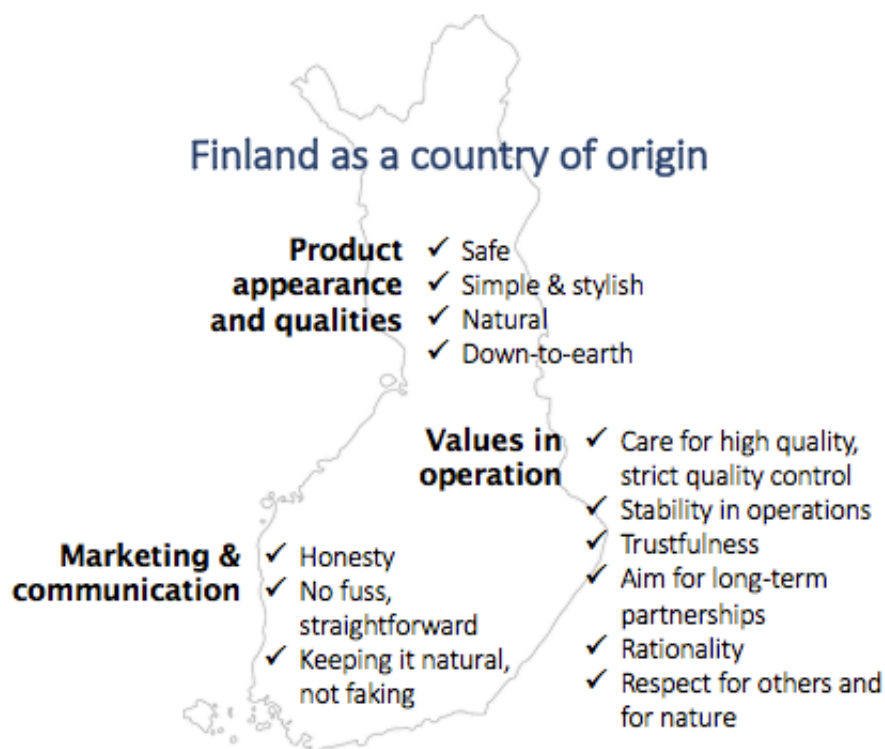 Finland as a country of origin
Product
appearance
and qualities
✓ Safe
✓ Simple & stylish
✓ Natural
✓ Down-to-earth
Values in
operation
✓ Care for high quality,
strict quality control
✓ Stability in operations
✓ Trustfulness
✓ Aim for long-term
partnerships
✓ Rationality
✓ Respect for others and
for nature
Marketing &
communication
✓ Honesty
✓ No fuss,
straightforward
✓ Keeping it natural,
not faking